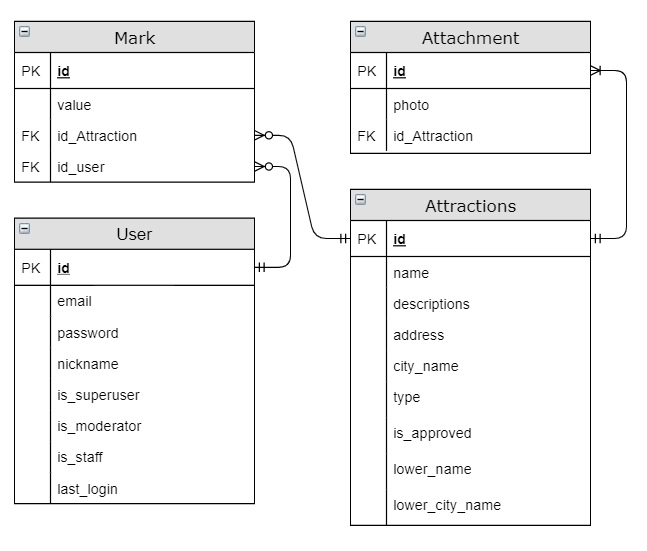 Mark
PK id
value
FK id_Attraction
FK id_user
User
PK id
email
password
nickname
is_superuser
is_moderator
is_staff
last_login
Attachment
PK id
photo
FK id_Attraction
Attractions
PK id
name
descriptions
address
city_name
type
is_approved
lower_name
lower_city_name